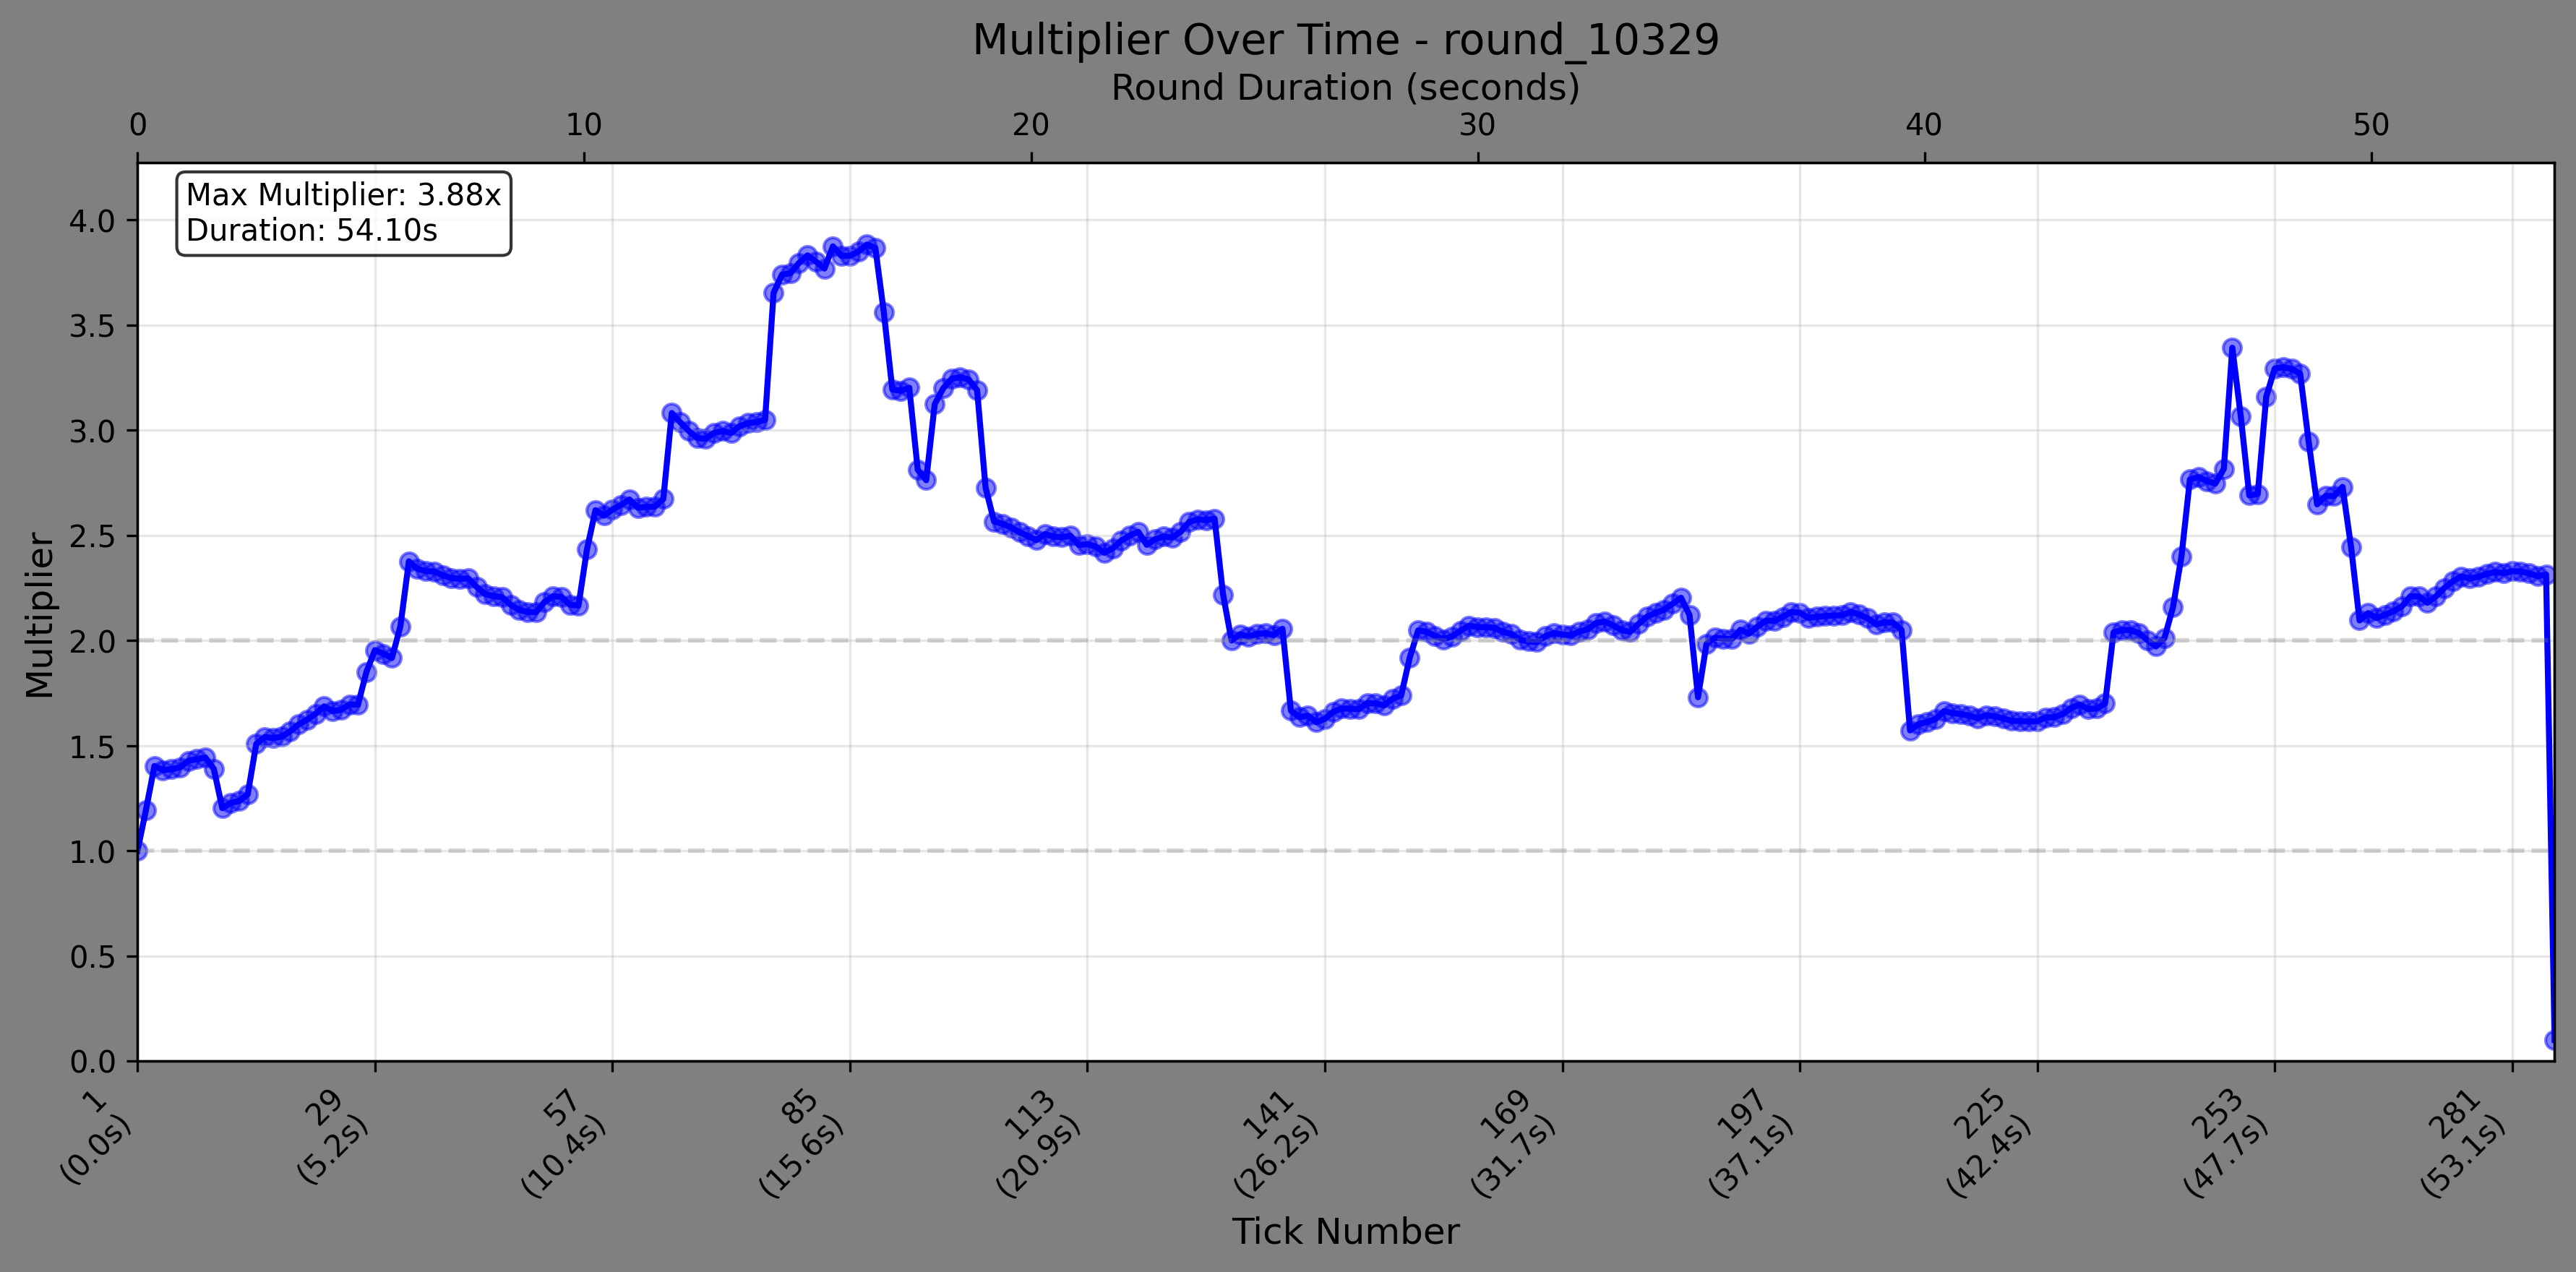 Multiplier Over Time - round_10329
Round Duration (seconds)
0 10 20 30 40 50
Max Multiplier: 3.88x
Duration: 54.10s
Multiplier
4.0
3.5
3.0
2.5
2.0
1.5
1.0
0.5
0.0
1
(0.0s)
29
(5.2s)
57
(10.4s)
85
(15.6s)
113
(20.9s)
141
(26.2s)
169
(31.7s)
197
(37.1s)
225
(42.4s)
253
(47.7s)
281
(53.1s)
Tick Number